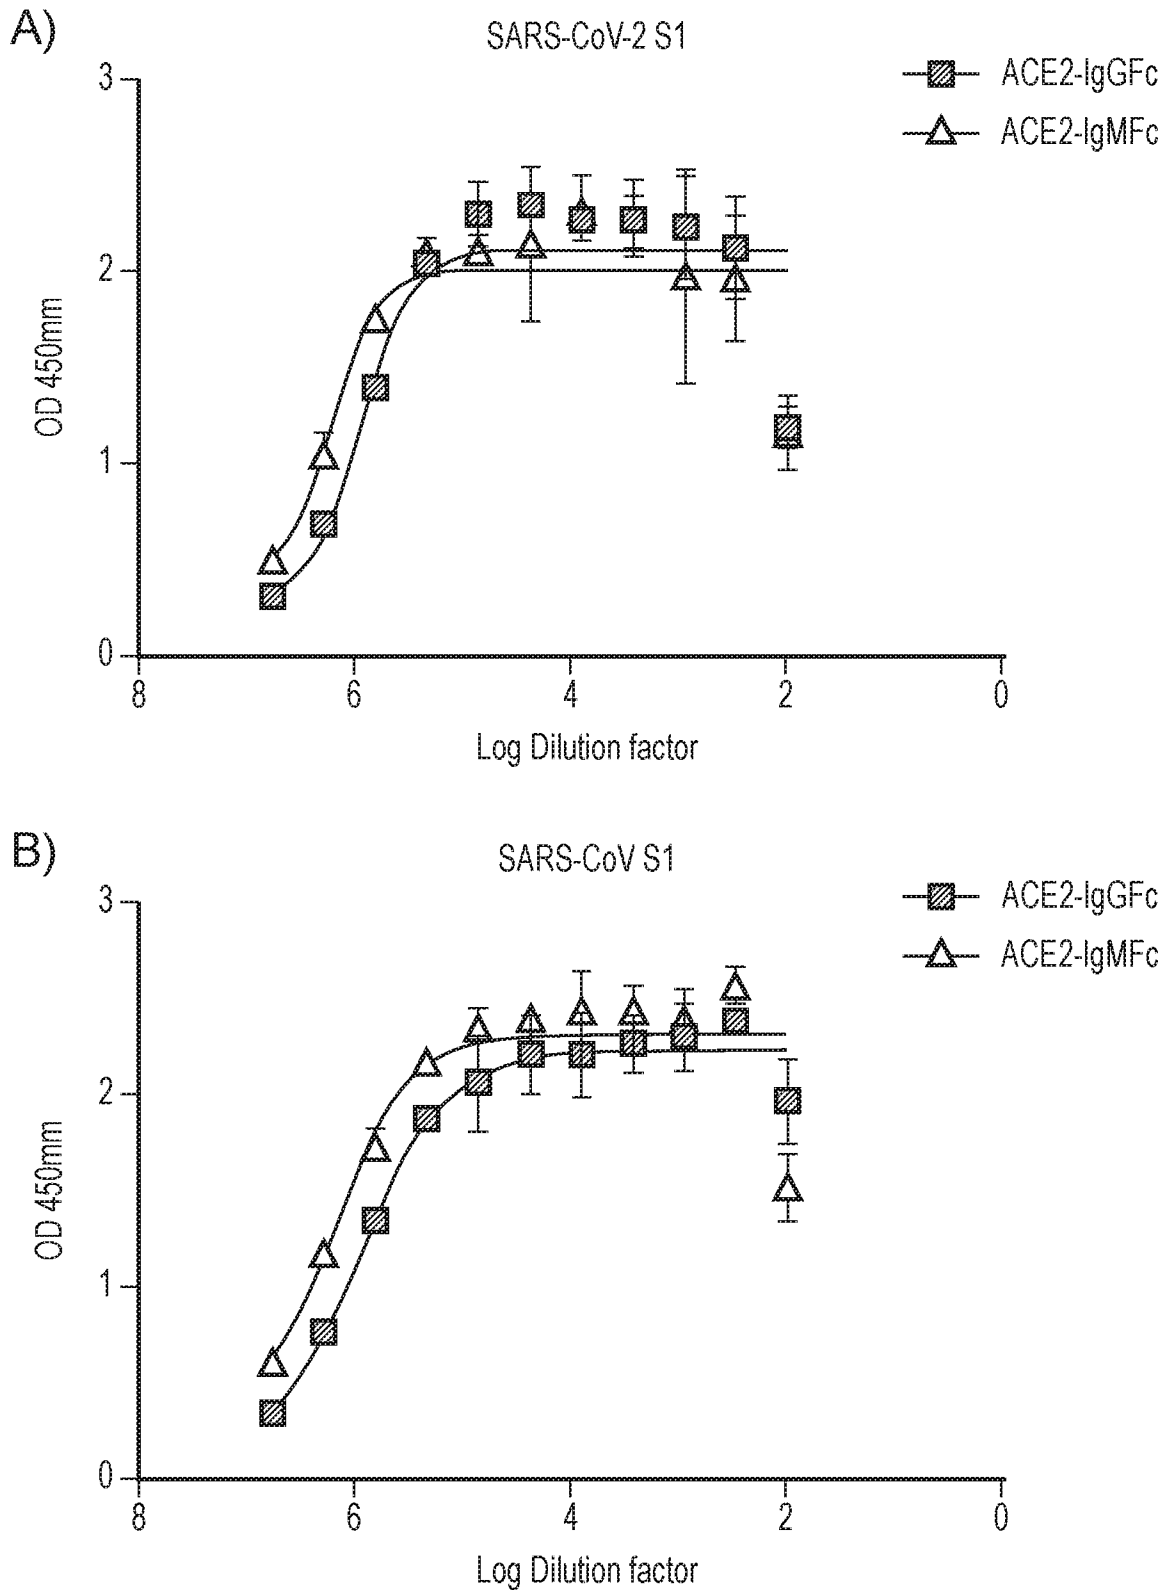 A)
SARS-CoV-2 S1
ACE2-IgGFc
ACE2-IgMFc
3
2
1
0
OD 450mm
8 6 4 2 0
Log Dilution factor
B)
SARS-CoV S1
ACE2-IgGFc
ACE2-IgMFc
3
2
1
0
OD 450mm
8 6 4 2 0
Log Dilution factor